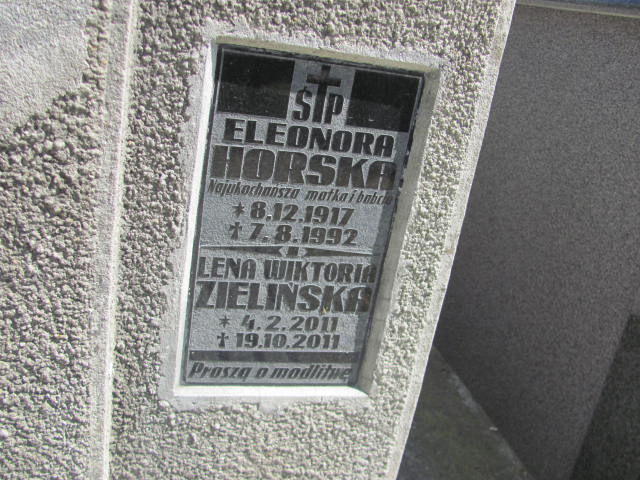 ŚP
ELEONORA
HORSKA
Najukochańsza matka i babcia
* 8.12.1917
† 7.8.1992
LENA WIKTORIA
ZIELIŃSKA
* 4.2.2011
† 19.10.2011
Proszą o modlitwę